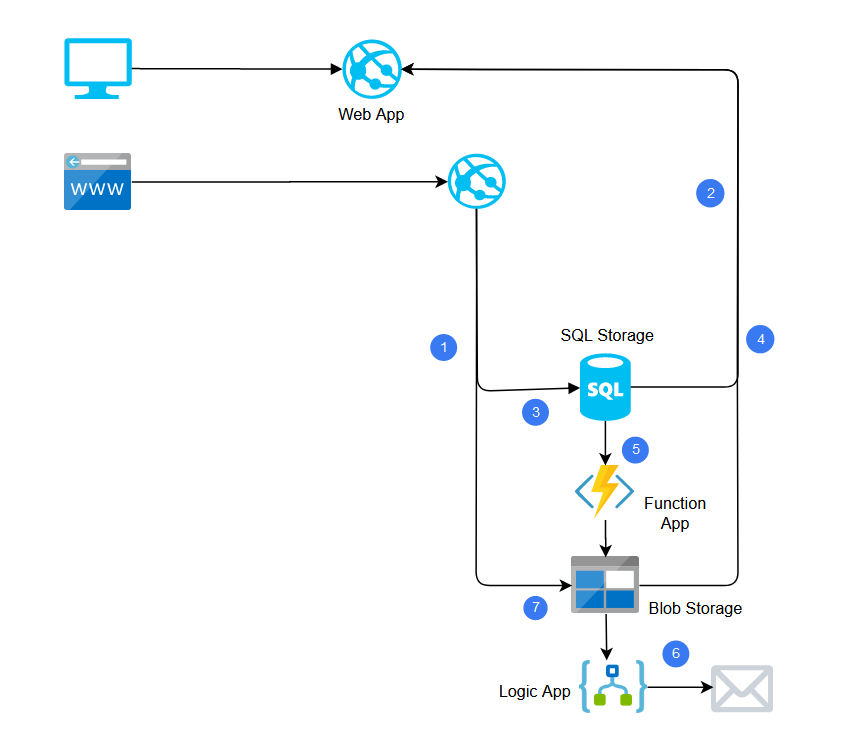 Web App
WWW
2
1
SQL Storage
4
SQL
3
5
Function
App
7
Blob Storage
6
Logic App